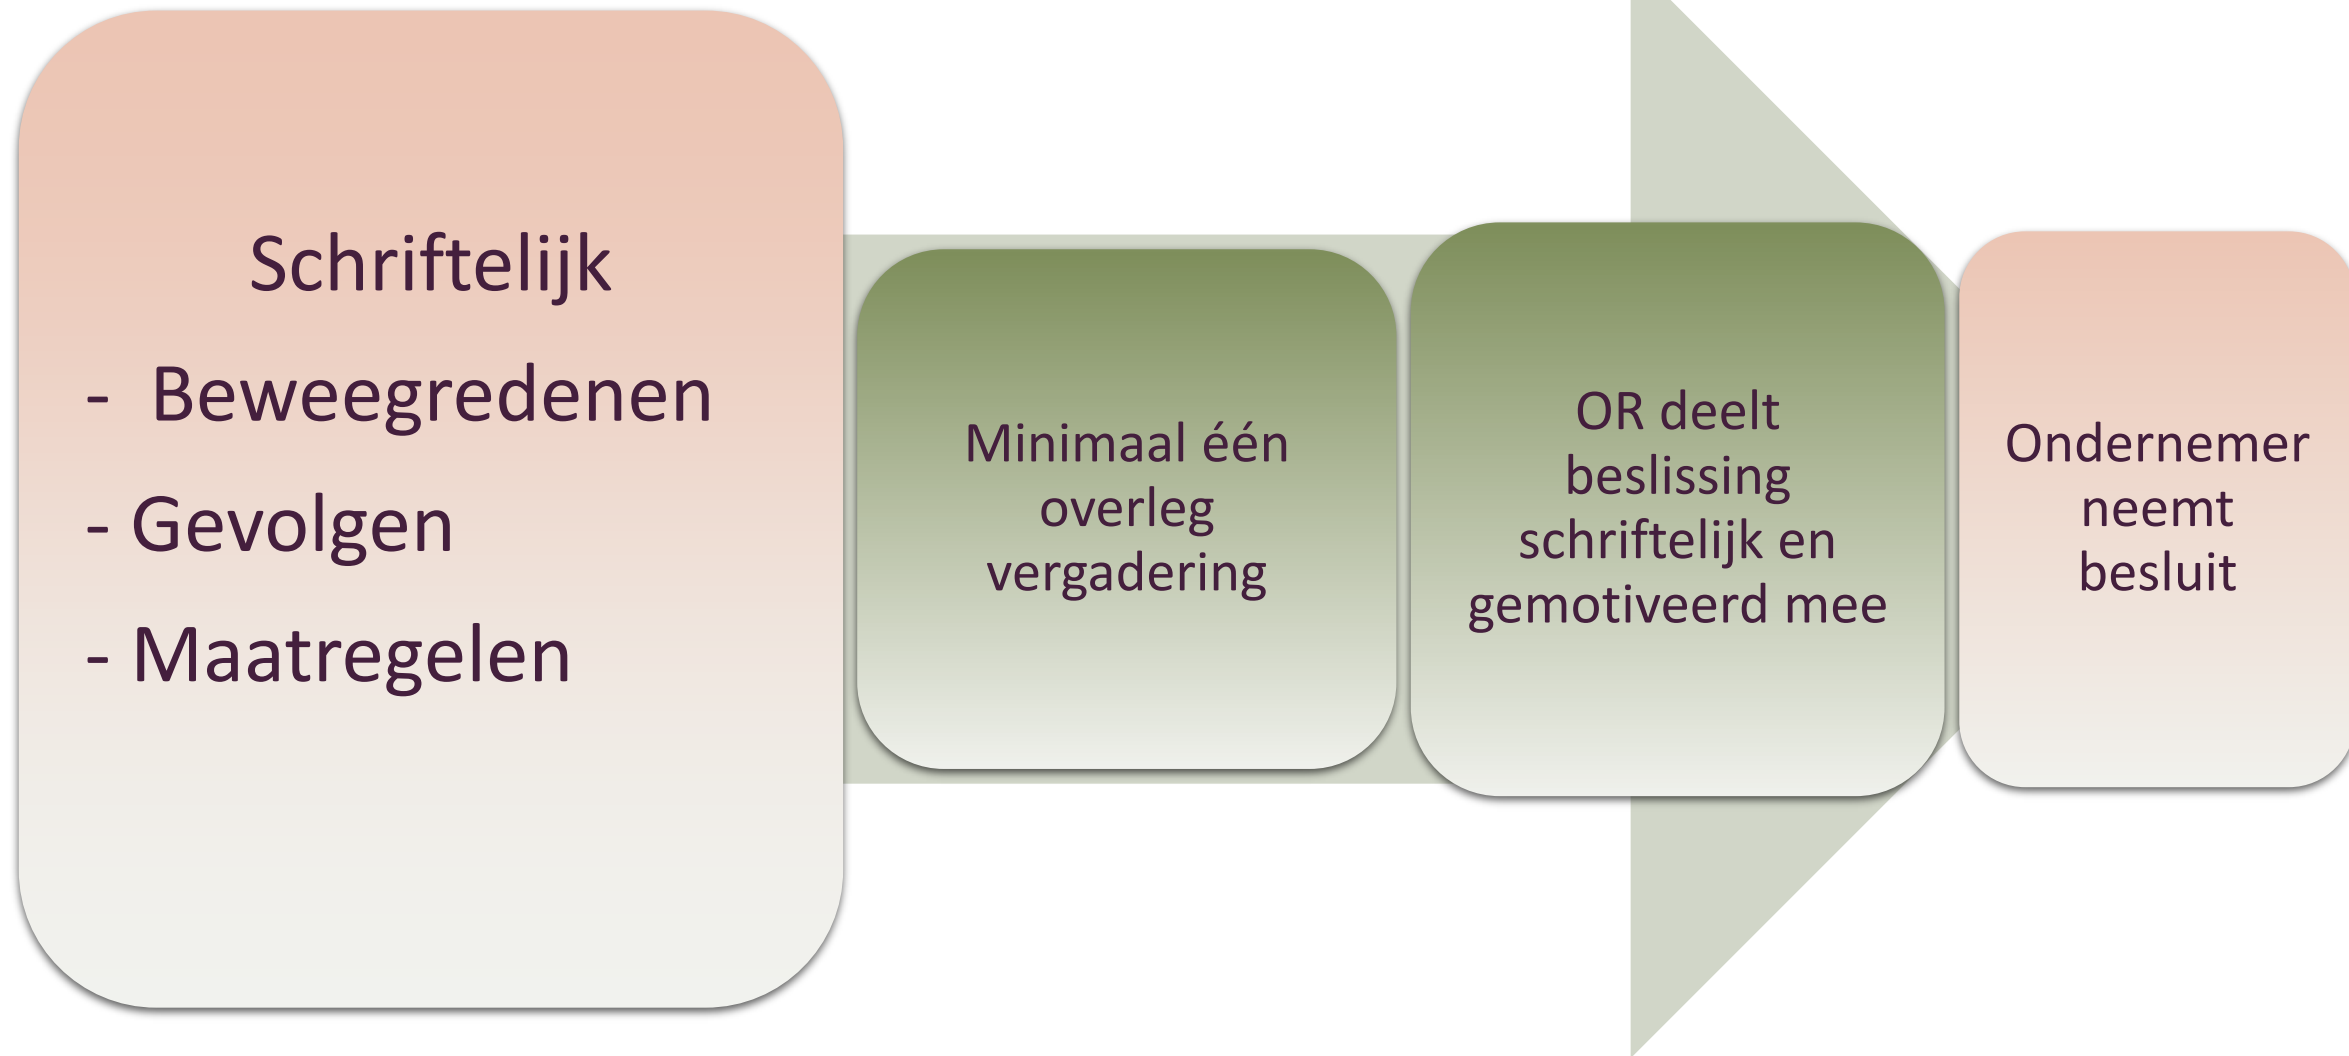 Schriftelijk
- Beweegredenen
- Gevolgen
- Maatregelen
Minimaal één
overleg
vergadering
OR deelt
beslissing
schriftelijk en
gemotiveerd mee
Ondernemer
neemt
besluit